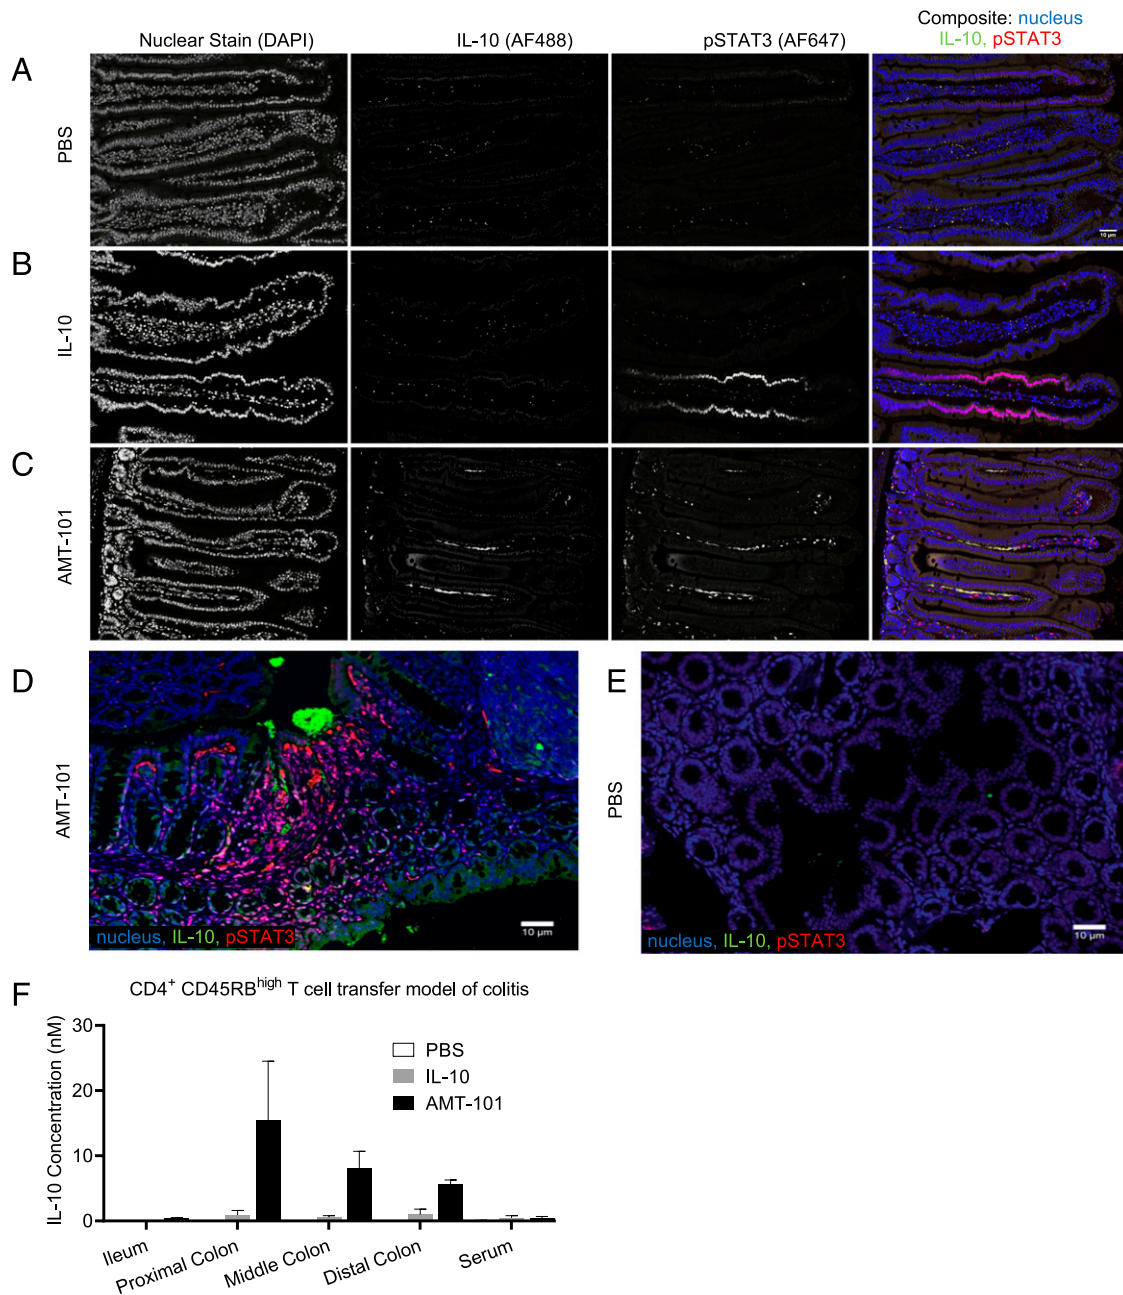 Nuclear Stain (DAPI)
IL-10 (AF488)
pSTAT3 (AF647)
Composite: nucleus
IL-10, pSTAT3
A
PBS
10 µm
B
IL-10
C
AMT-101
D
AMT-101
nucleus, IL-10, pSTAT3
10 µm
E
PBS
nucleus, IL-10, pSTAT3
10 µm
F
CD4+ CD45RBhigh T cell transfer model of colitis
IL-10 Concentration (nM)
30
20
10
0
PBS
IL-10
AMT-101
Ileum
Proximal Colon
Middle Colon
Distal Colon
Serum